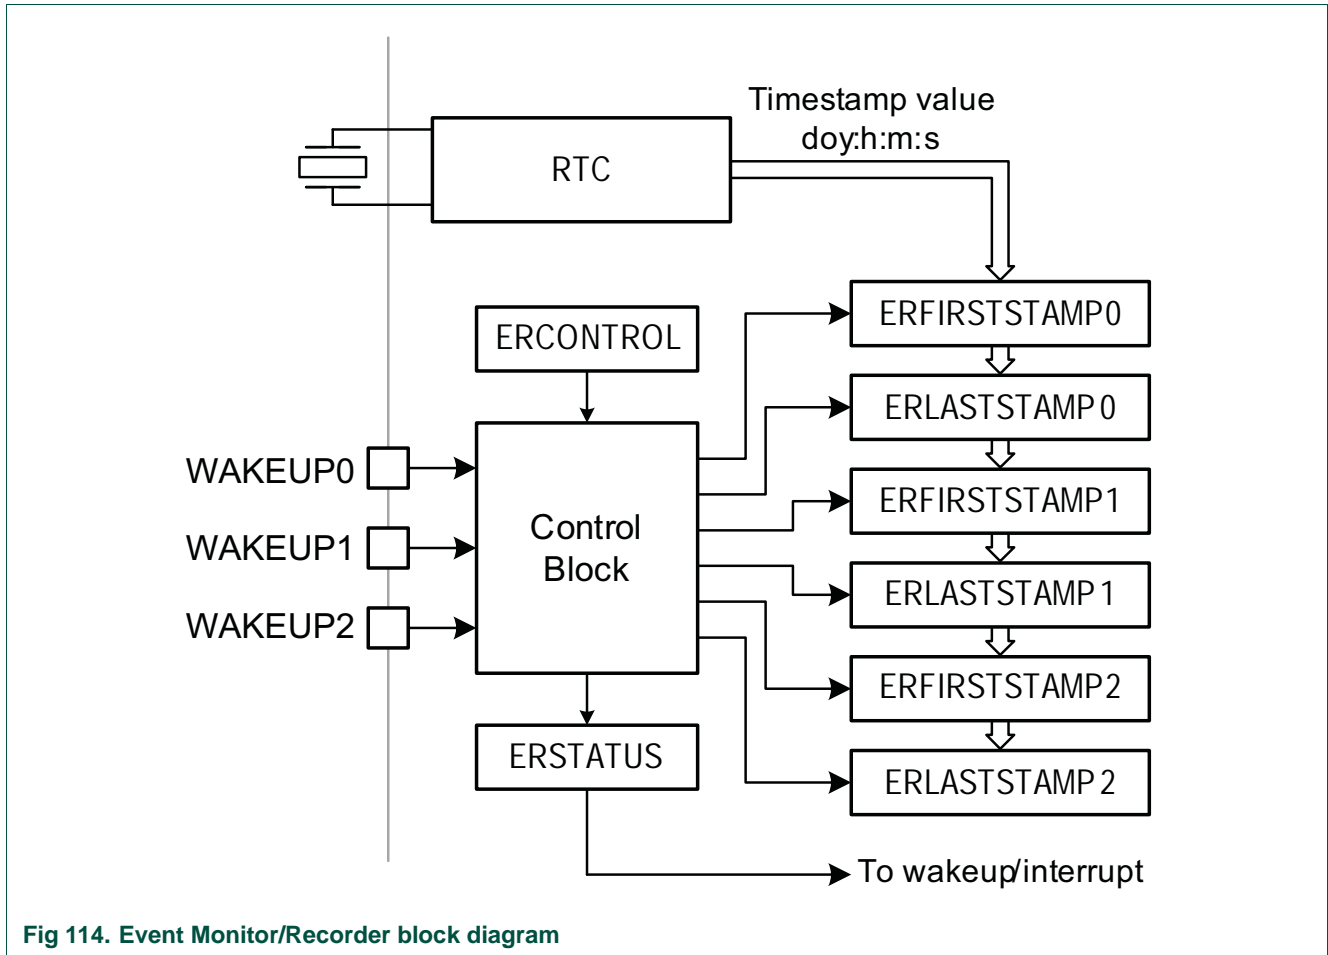 Timestamp value
doy:h:m:s
RTC
ERFIRSTSTAMP0
ERCONTROL
ERLASTSTAMP0
WAKEUP0
ERFIRSTSTAMP1
Control
Block
WAKEUP1
ERLASTSTAMP1
WAKEUP2
ERFIRSTSTAMP2
ERSTATUS
ERLASTSTAMP2
To wakeup/interrupt
Fig 114. Event Monitor/Recorder block diagram